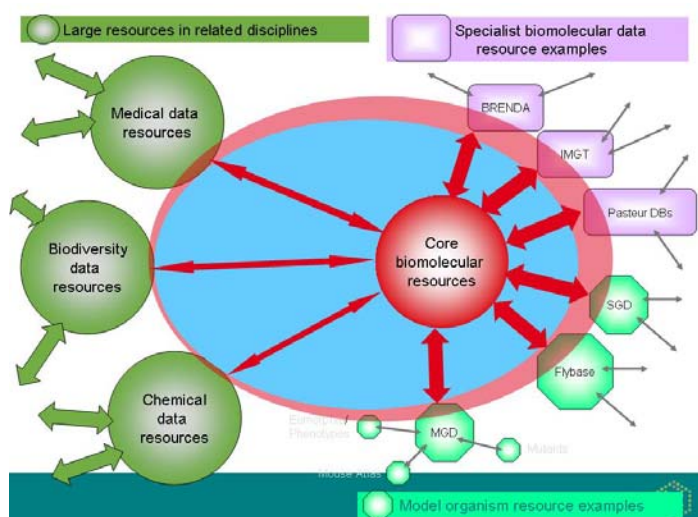 Large resources in related disciplines
Specialist biomolecular data
resource examples
Medical data
resources
BRENDA
IMGT
Pasteur DBs
Biodiversity
data
resources
Core
biomolecular
resources
SGD
Flybase
Chemical
data
resources
MGD
Eumorphia/
Phenotypes
Mutants
Mouse Atlas
Model organism resource examples